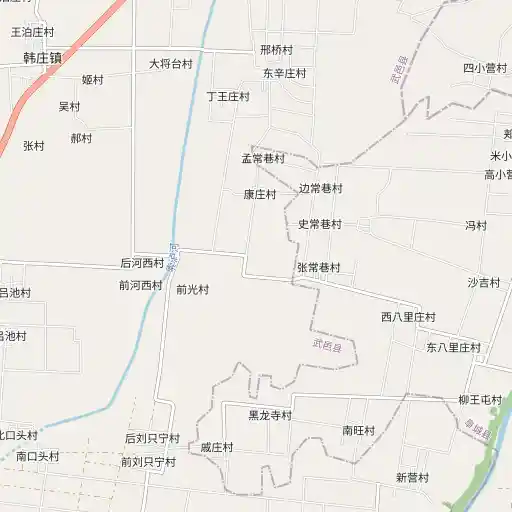 王泊庄村
韩庄镇
邢桥村
大将台村
东辛庄村
姬村
四小营村
武邑县
丁王庄村
吴村
郝村
张村
孟常巷村
米小
高小营
康庄村
边常巷村
史常巷村
冯村
后河西村
张常巷村
前河西村
前光村
沙吉村
吕池村
西八里庄村
吕池村
武邑县
东八里庄村
柳王屯村
黑龙寺村
阜城县
北口头村
后刘只宁村
南旺村
戚庄村
南口头村
前刘只宁村
新营村